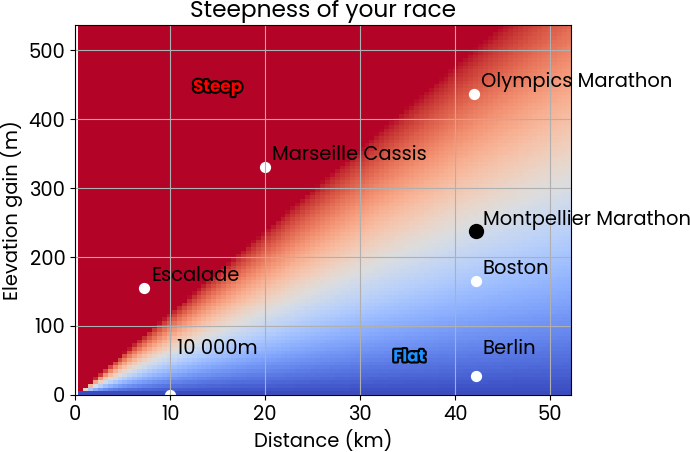 Steepness of your race
Elevation gain (m)
500
400
300
200
100
0
Steep
Olympics Marathon
Marseille Cassis
Montpellier Marathon
Escalade
Boston
10 000m
Flat
Berlin
0 10 20 30 40 50
Distance (km)